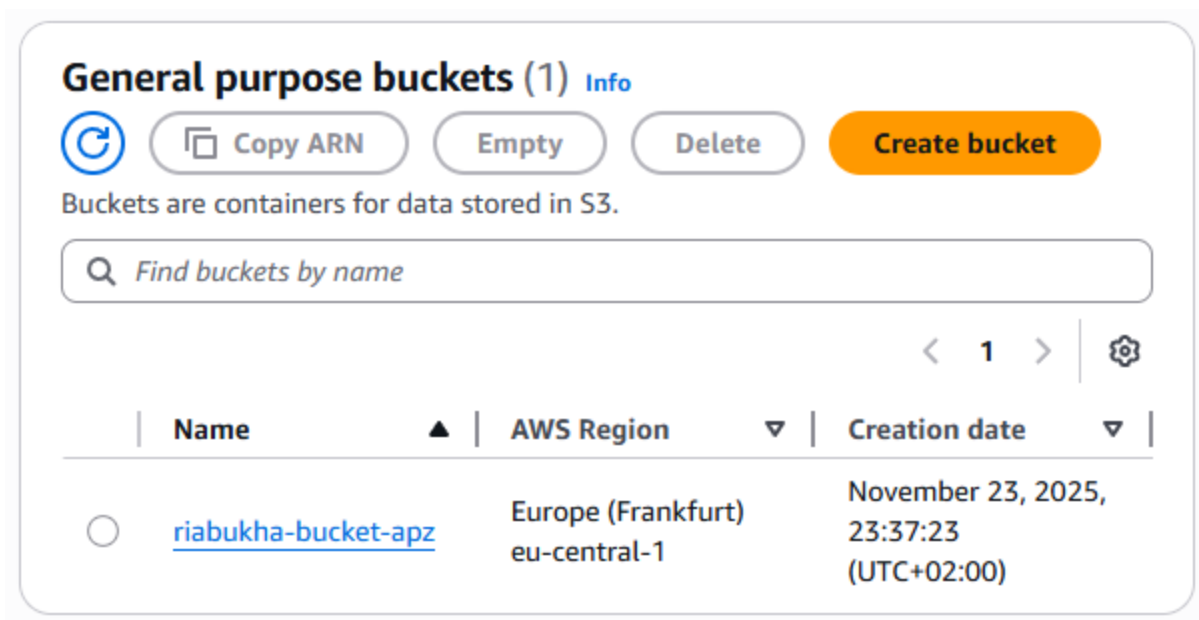 General purpose buckets (1) Info
Copy ARN Empty Delete Create bucket
Buckets are containers for data stored in S3.
Find buckets by name
1
Name AWS Region Creation date
riabukha-bucket-apz
Europe (Frankfurt)
eu-central-1
November 23, 2025,
23:37:23
(UTC+02:00)